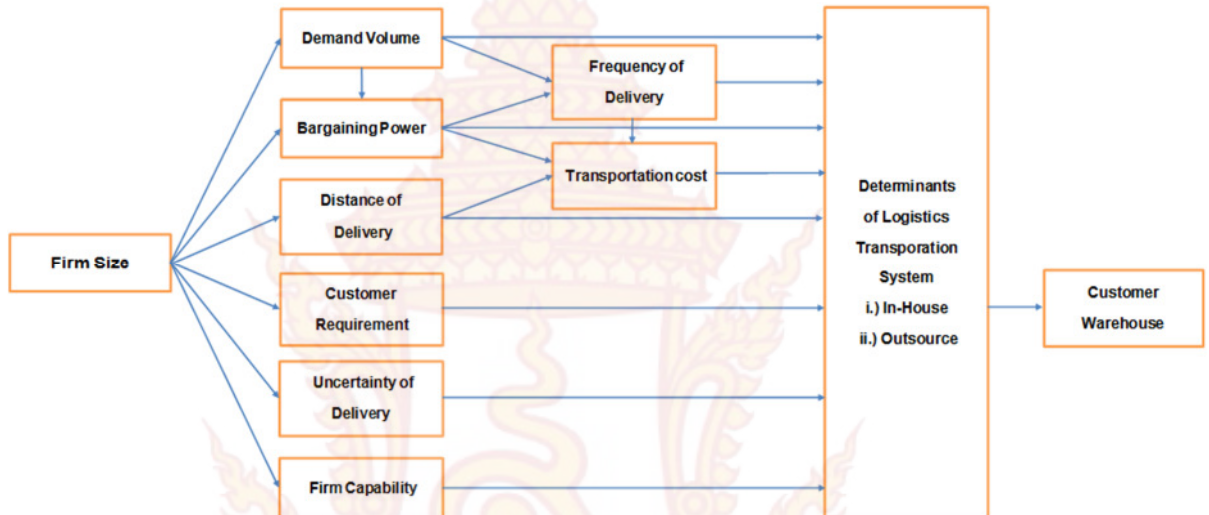 Firm Size
Demand Volume
Bargaining Power
Distance of
Delivery
Customer
Requirement
Uncertainty of
Delivery
Firm Capability
Frequency of
Delivery
Transportation cost
Determinants
of Logistics
Transporation
System
i.) In-House
ii.) Outsource
Customer
Warehouse